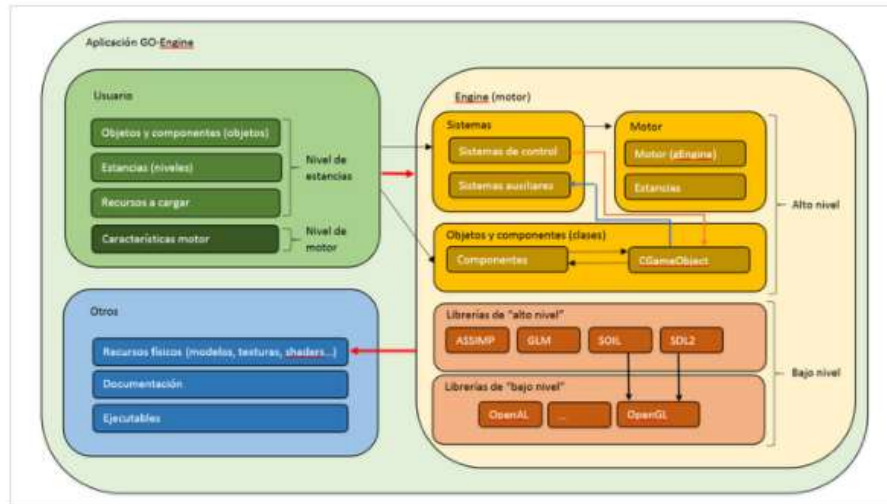 Aplicación GO-Engine
Usuario
Objetos y componentes (objetos)
Estancias (niveles)
Recursos a cargar
Características motor
Nivel de
estancias
Nivel de
motor
Otros
Recursos físicos (modelos, texturas, shaders...)
Documentación
Ejecutables
Engine (motor)
Sistemas
Sistemas de control
Sistemas auxiliares
Motor
Motor (gEngine)
Estancias
Objetos y componentes (clases)
Componentes
CGameObject
Alto nivel
Librerías de "alto nivel"
ASSIMP
GLM
SOIL
SDL2
Librerías de "bajo nivel"
OpenAL
...
OpenGL
Bajo nivel